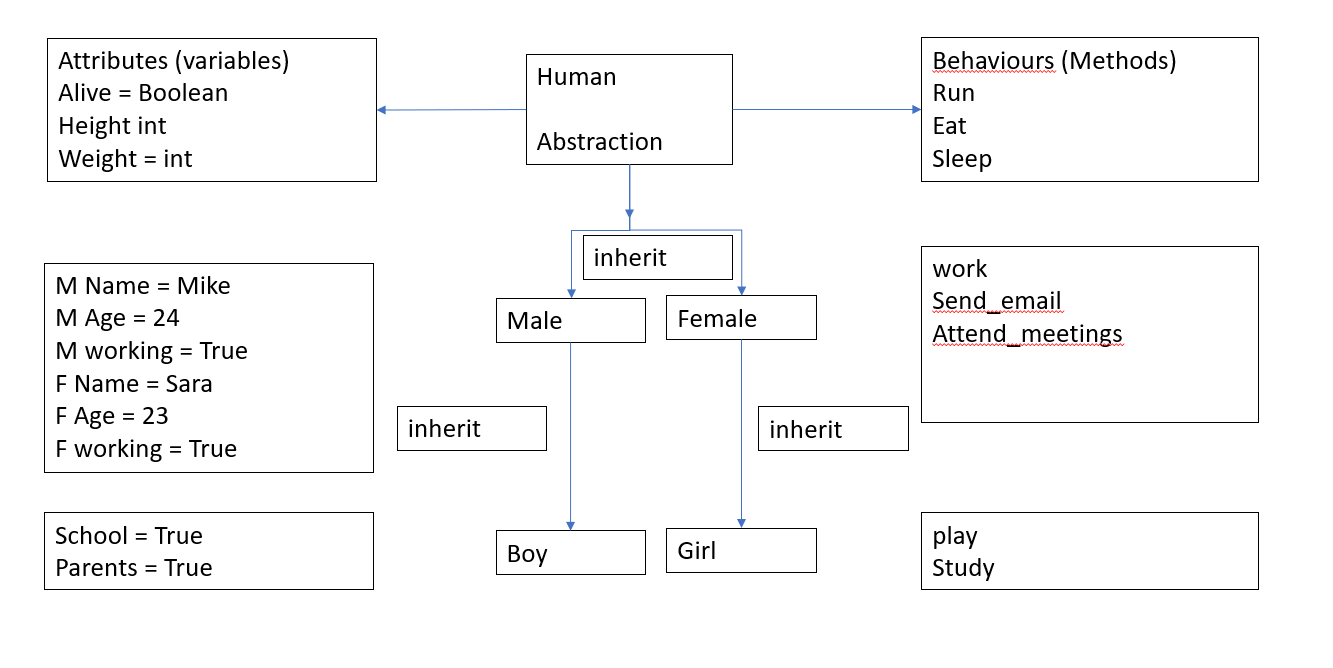 Attributes (variables)
Alive = Boolean
Height int
Weight = int
Human
Abstraction
Behaviours (Methods)
Run
Eat
Sleep
inherit
M Name = Mike
M Age = 24
M working = True
F Name = Sara
F Age = 23
F working = True
Male
Female
work
Send_email
Attend_meetings
inherit
inherit
School = True
Parents = True
Boy
Girl
play
Study